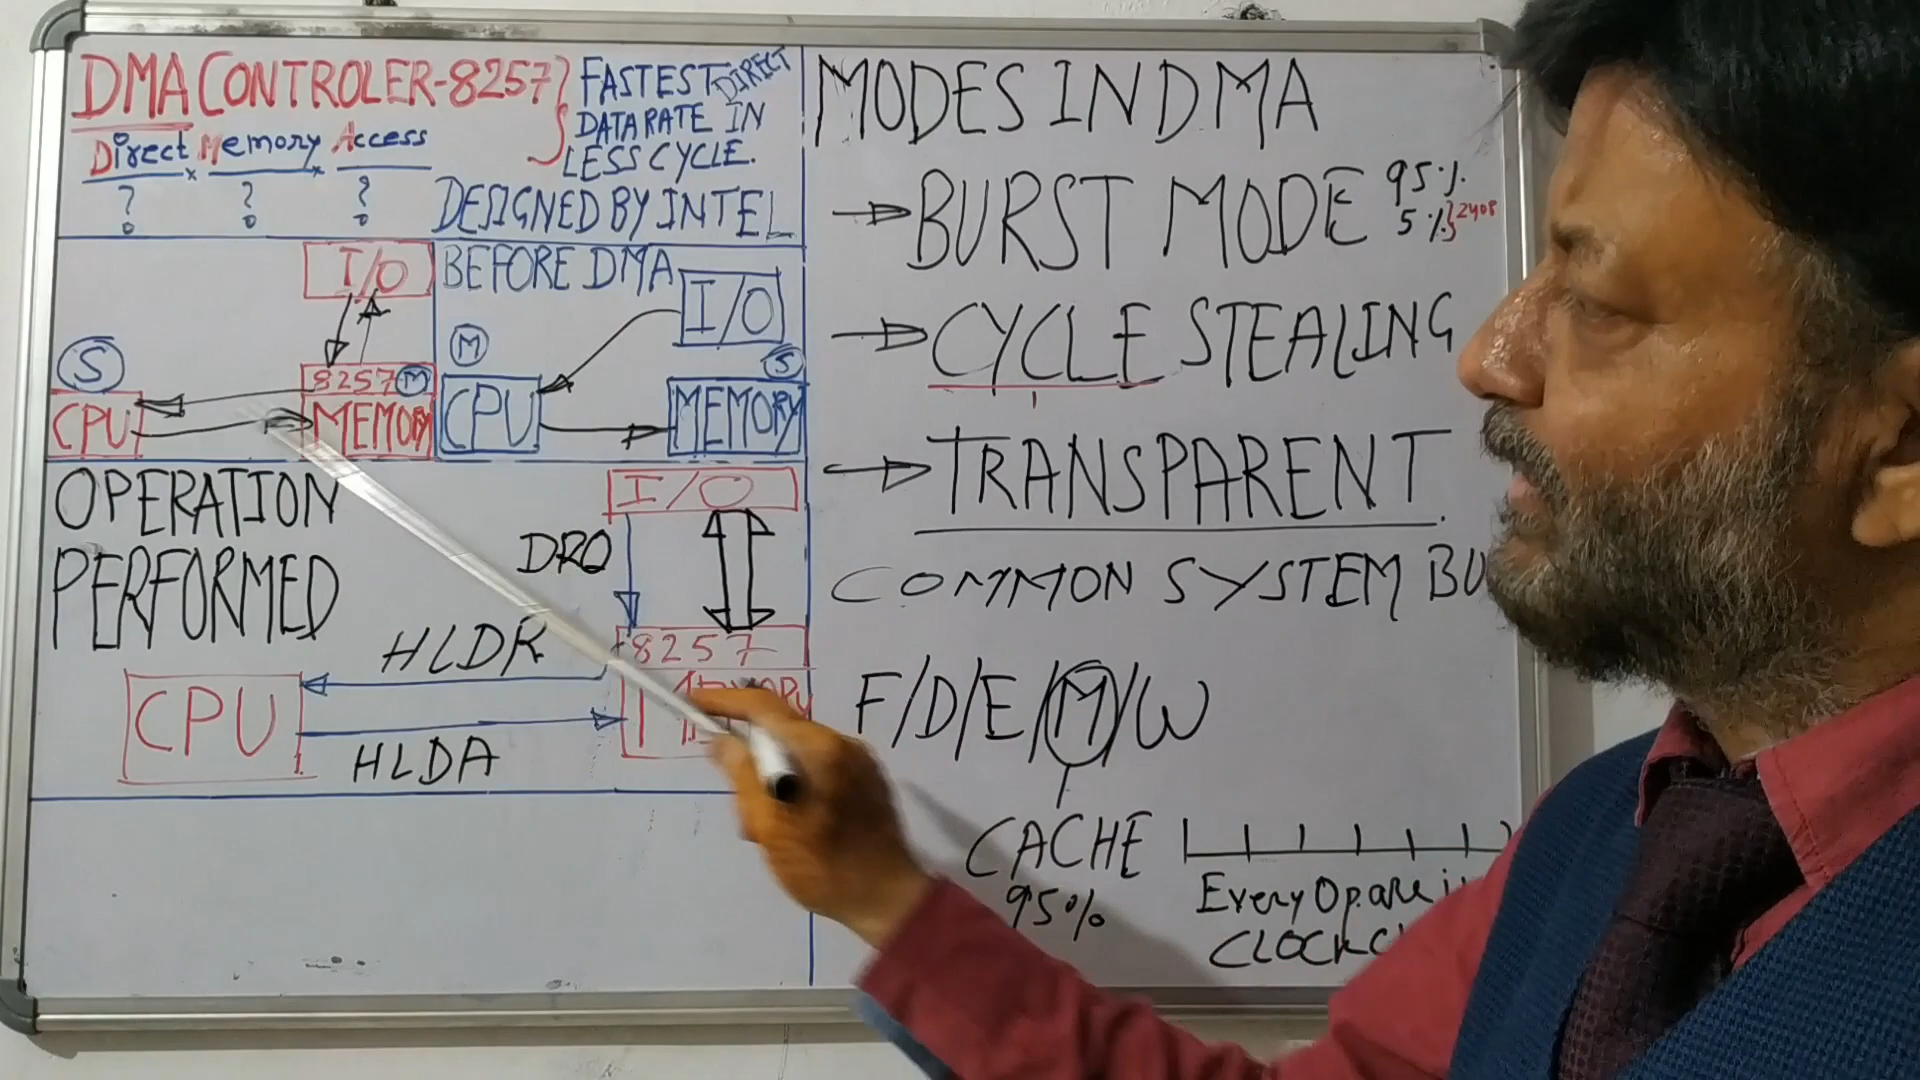 DMA CONTROLER-8257
FASTEST DIRECT
DATA RATE IN
LESS CYCLE.
Direct Memory Access
? ? ?
DESIGNED BY INTEL
I/O
S
8257 M
CPU
MEMORY
BEFORE DMA
I/O
M
S
CPU
MEMORY
OPERATION
PERFORMED
I/O
DRQ
8257
HLDR
CPU
HLDA
MODES IN DMA
BURST MODE 95%
5%
CYCLE STEALING
TRANSPARENT
COMMON SYSTEM BU
F/D/E/M/W
CACHE
95%
Every Op. are i
CLOCK C